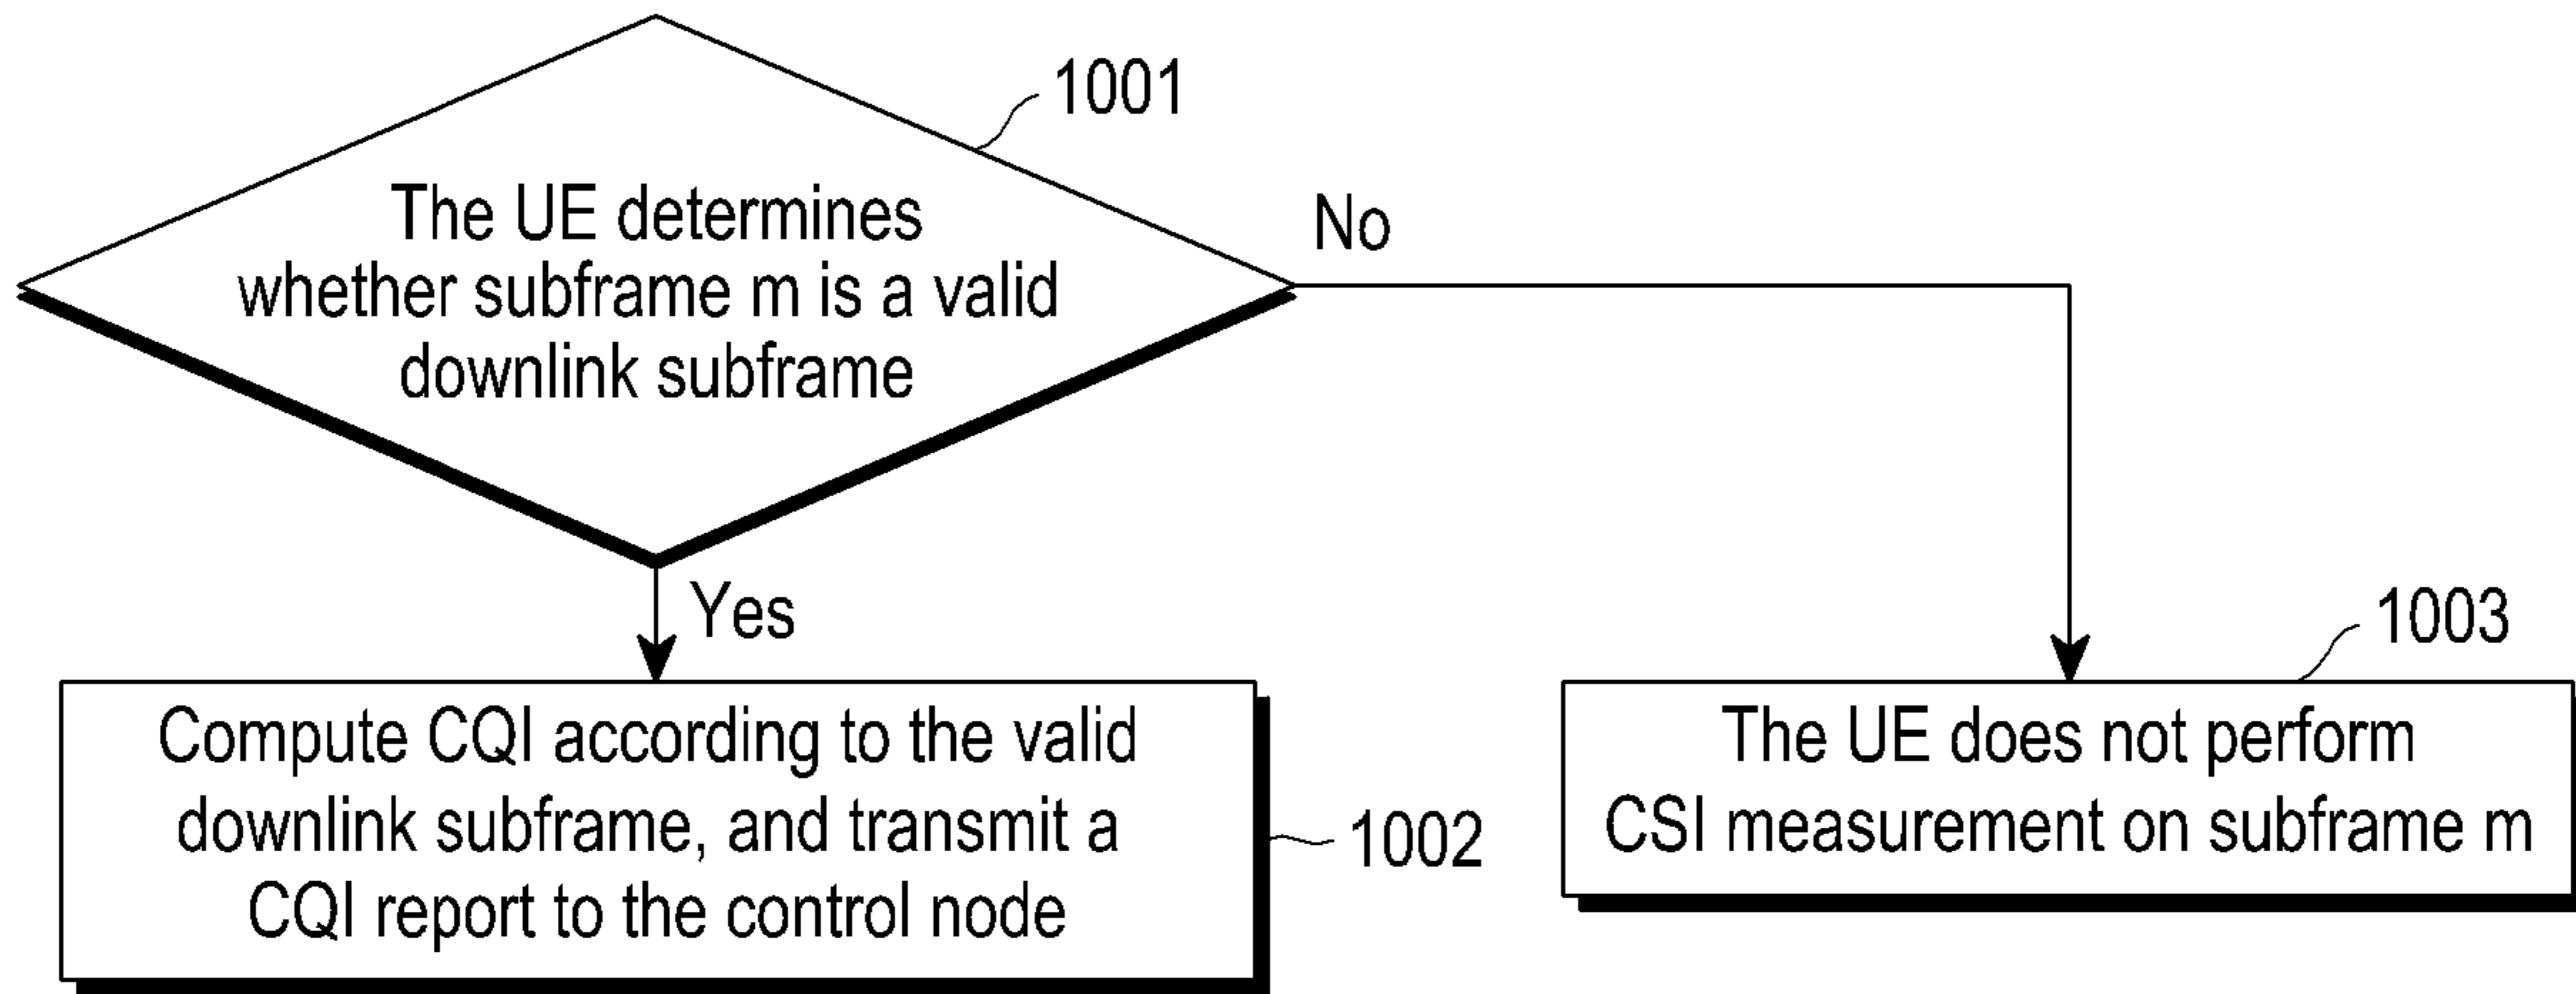 1001
The UE determines
whether subframe m is a valid
downlink subframe
No
Yes
Compute CQI according to the valid
downlink subframe, and transmit a
CQI report to the control node
1002
1003
The UE does not perform
CSI measurement on subframe m